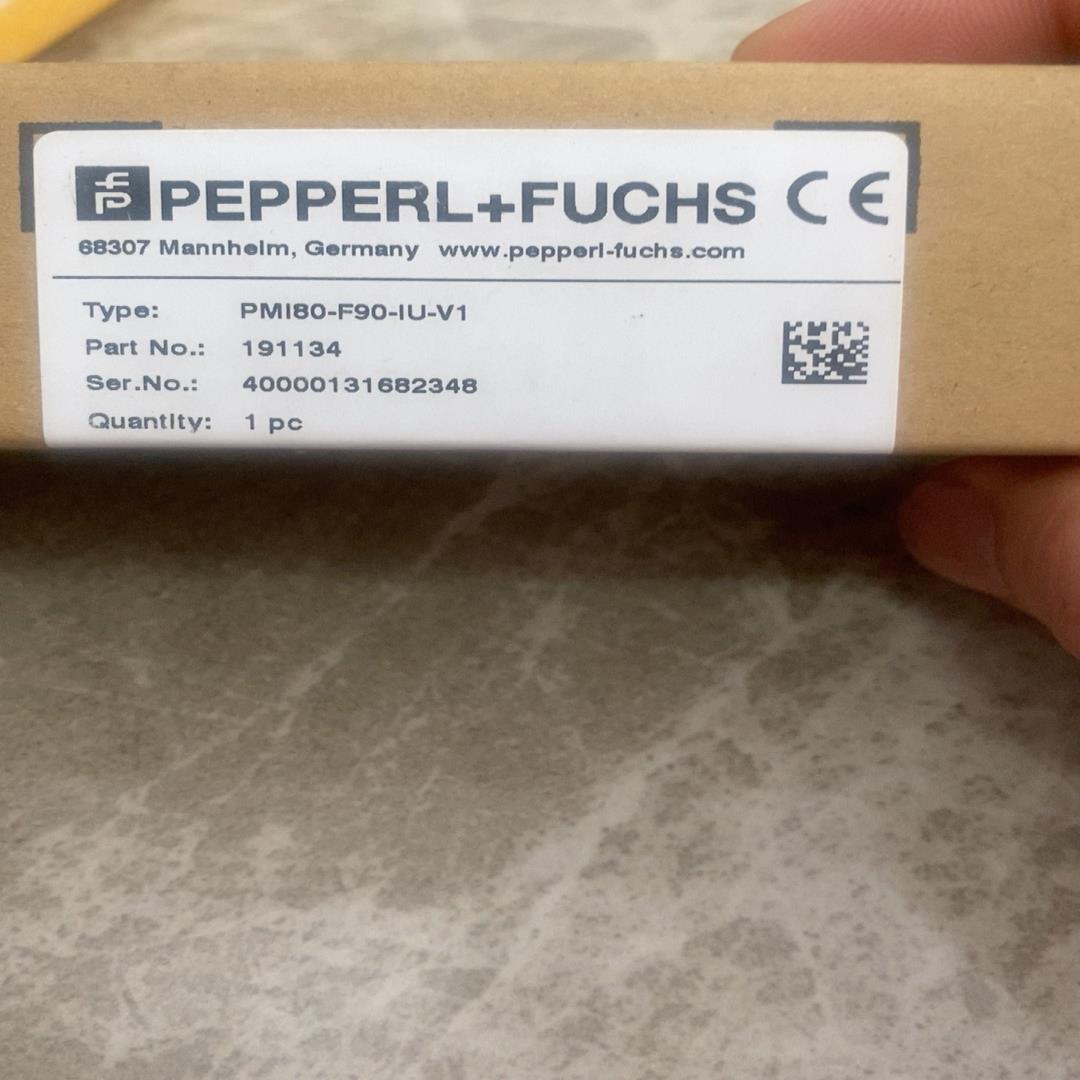 PEPPERL+FUCHS CE
68307 Mannheim, Germany www.pepperl-fuchs.com
Type: PMI80-F90-IU-V1
Part No.: 191134
Ser.No.: 40000131682348
Quantity: 1 pc